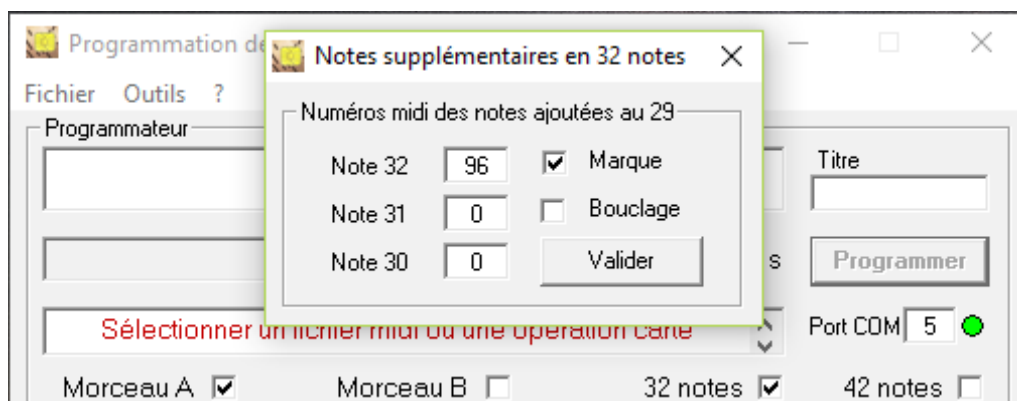 Programmation de
Notes supplémentaires en 32 notes
Fichier Outils ?
Programmateur
Numéros midi des notes ajoutées au 29
Note 32 96 Marque
Note 31 0 Bouclage
Note 30 0 Valider
Titre
s Programmer
Sélectionner un fichier midi ou une opération carte
Port COM 5
Morceau A Morceau B 32 notes 42 notes